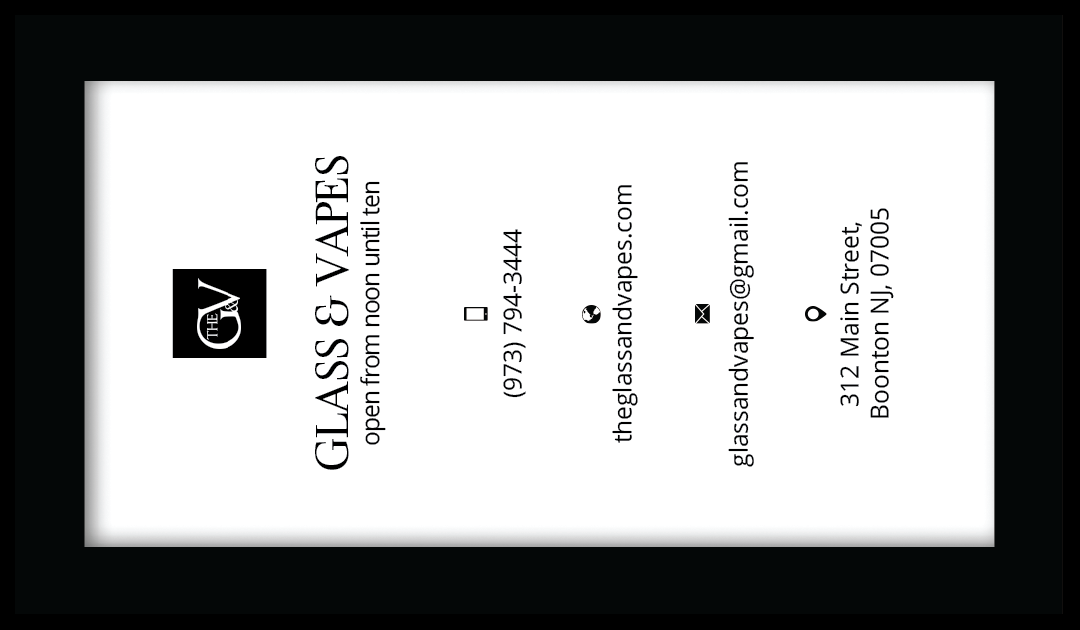 THE
G&V
GLASS & VAPES
open from noon until ten
(973) 794-3444
theglassandvapes.com
glassandvapes@gmail.com
312 Main Street,
Boonton NJ, 07005